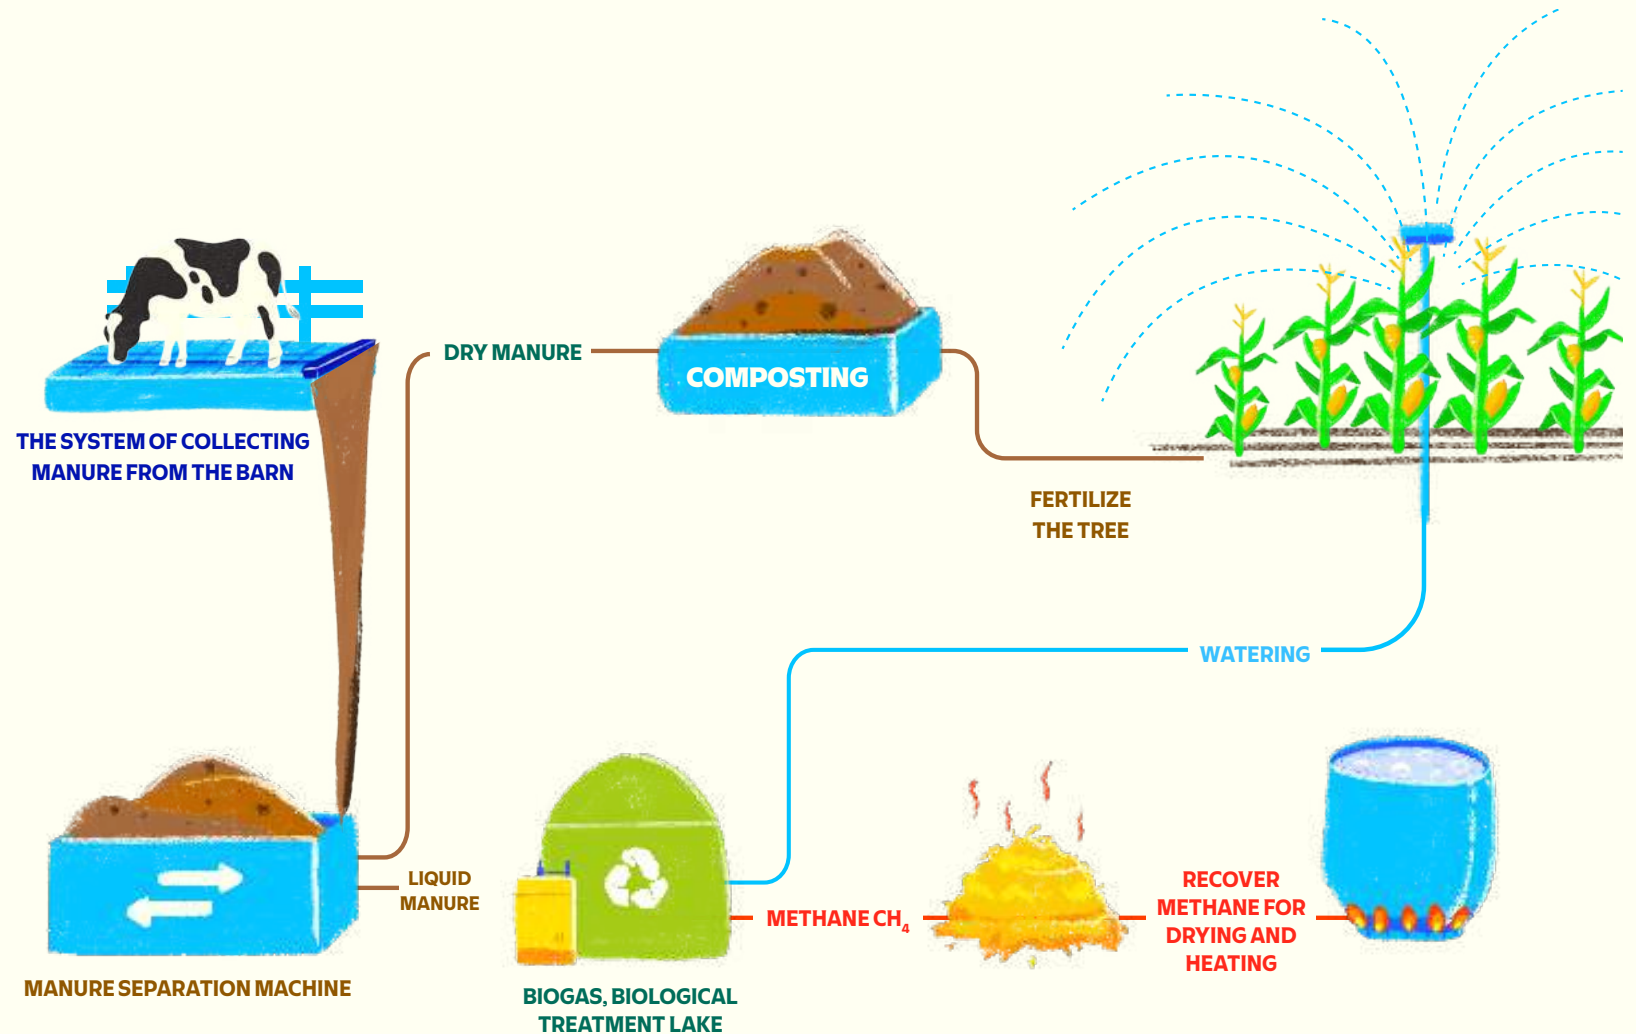 DRY MANURE
COMPOSTING
THE SYSTEM OF COLLECTING
MANURE FROM THE BARN
FERTILIZE
THE TREE
WATERING
LIQUID
MANURE
METHANE CH₄
RECOVER
METHANE FOR
DRYING AND
HEATING
MANURE SEPARATION MACHINE
BIOGAS, BIOLOGICAL
TREATMENT LAKE